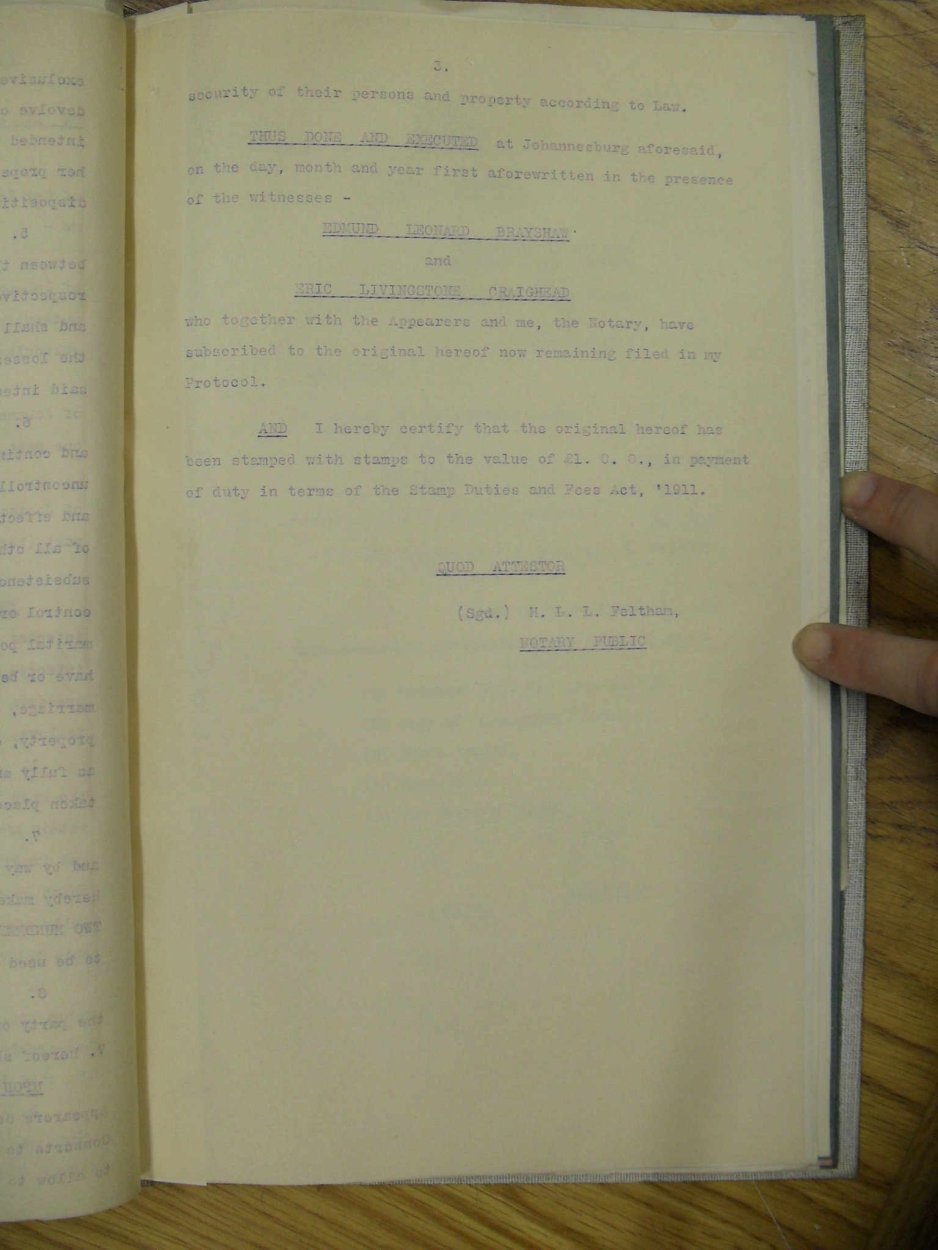 3.
security of their persons and property according to Law.
THUS DONE AND EXECUTED at Johannesburg aforesaid,
on the day, month and year first aforewritten in the presence
of the witnesses -
EDMUND LEONARD BRAYSHAW
and
ERIC LIVINGSTONE CRAIGHEAD
who together with the Appearers and me, the Notary, have
subscribed to the original hereof now remaining filed in my
Protocol.
AND I hereby certify that the original hereof has
been stamped with stamps to the value of £1. 0. 0., in payment
of duty in terms of the Stamp Duties and Fees Act, '1911.
QUOD ATTESTOR
(Sgd.) H. L. L. Feltham,
NOTARY PUBLIC